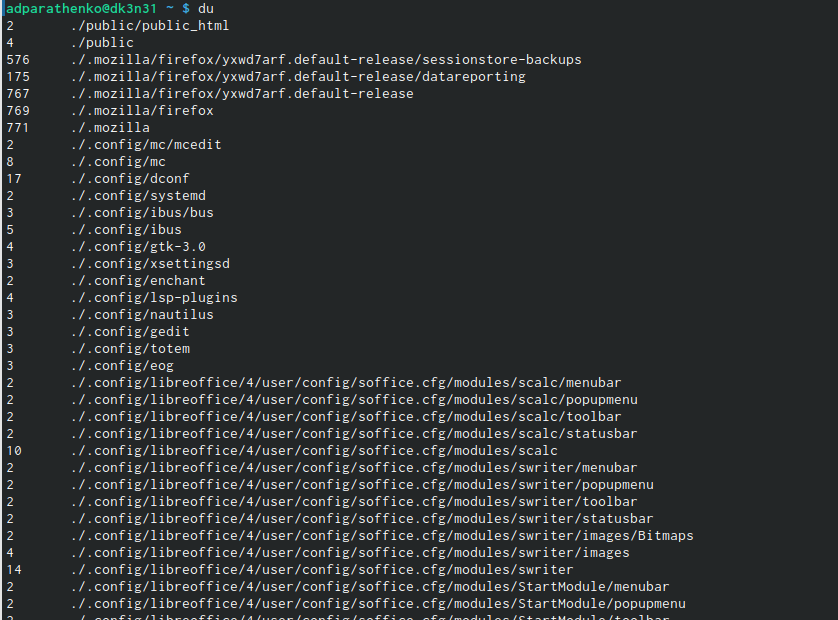 adparathenko@dk3n31 ~ $ du
2 ./public/public_html
4 ./public
576 ./.mozilla/firefox/yxwd7arf.default-release/sessionstore-backups
175 ./.mozilla/firefox/yxwd7arf.default-release/datareporting
767 ./.mozilla/firefox/yxwd7arf.default-release
769 ./.mozilla/firefox
771 ./.mozilla
2 ./.config/mc/mcedit
8 ./.config/mc
17 ./.config/dconf
2 ./.config/systemd
3 ./.config/ibus/bus
5 ./.config/ibus
4 ./.config/gtk-3.0
3 ./.config/xsettingsd
2 ./.config/enchant
4 ./.config/lsp-plugins
3 ./.config/nautilus
3 ./.config/gedit
3 ./.config/totem
3 ./.config/eog
2 ./.config/libreoffice/4/user/config/soffice.cfg/modules/scalc/menubar
2 ./.config/libreoffice/4/user/config/soffice.cfg/modules/scalc/popupmenu
2 ./.config/libreoffice/4/user/config/soffice.cfg/modules/scalc/toolbar
2 ./.config/libreoffice/4/user/config/soffice.cfg/modules/scalc/statusbar
10 ./.config/libreoffice/4/user/config/soffice.cfg/modules/scalc
2 ./.config/libreoffice/4/user/config/soffice.cfg/modules/swriter/menubar
2 ./.config/libreoffice/4/user/config/soffice.cfg/modules/swriter/popupmenu
2 ./.config/libreoffice/4/user/config/soffice.cfg/modules/swriter/toolbar
2 ./.config/libreoffice/4/user/config/soffice.cfg/modules/swriter/statusbar
2 ./.config/libreoffice/4/user/config/soffice.cfg/modules/swriter/images/Bitmaps
4 ./.config/libreoffice/4/user/config/soffice.cfg/modules/swriter/images
14 ./.config/libreoffice/4/user/config/soffice.cfg/modules/swriter
2 ./.config/libreoffice/4/user/config/soffice.cfg/modules/StartModule/menubar
2 ./.config/libreoffice/4/user/config/soffice.cfg/modules/StartModule/popupmenu
2 ./.config/libreoffice/4/user/config/soffice.cfg/modules/StartModule/toolbar